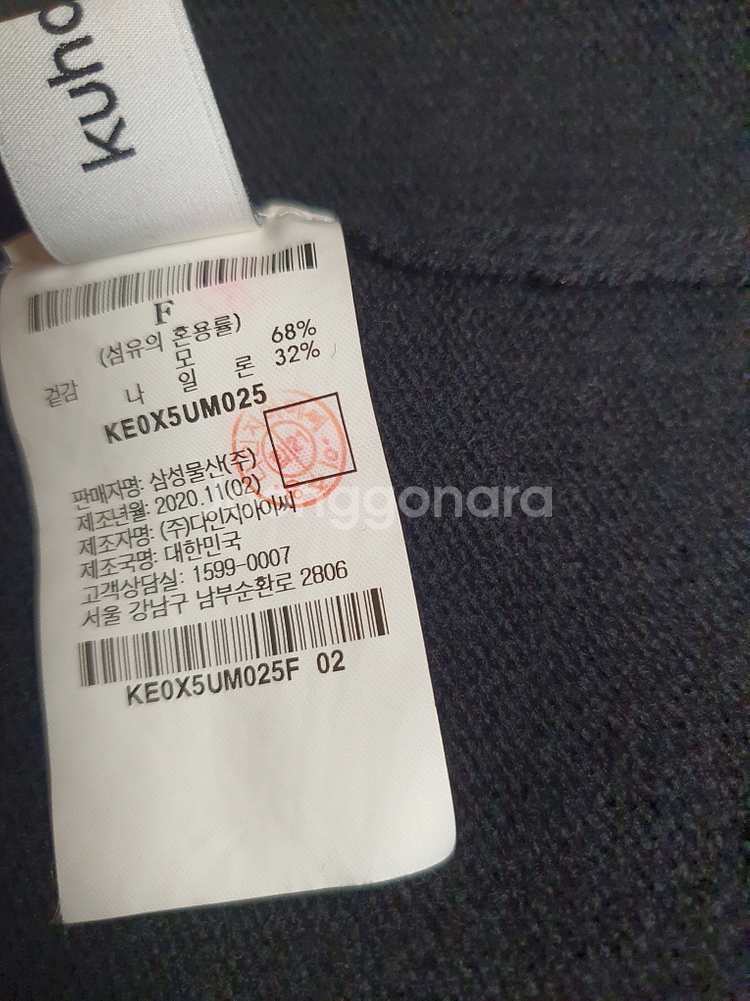 kuho
F
(섬유의 혼용률)
모 68%
겉감 나 일 론 32%
KE0X5UM025
판매자명: 삼성물산(주)
제조년월: 2020.11(02)
제조자명: (주)다인지아이씨
제조국명: 대한민국
고객상담실: 1599-0007
서울 강남구 남부순환로 2806
KE0X5UM025F 02